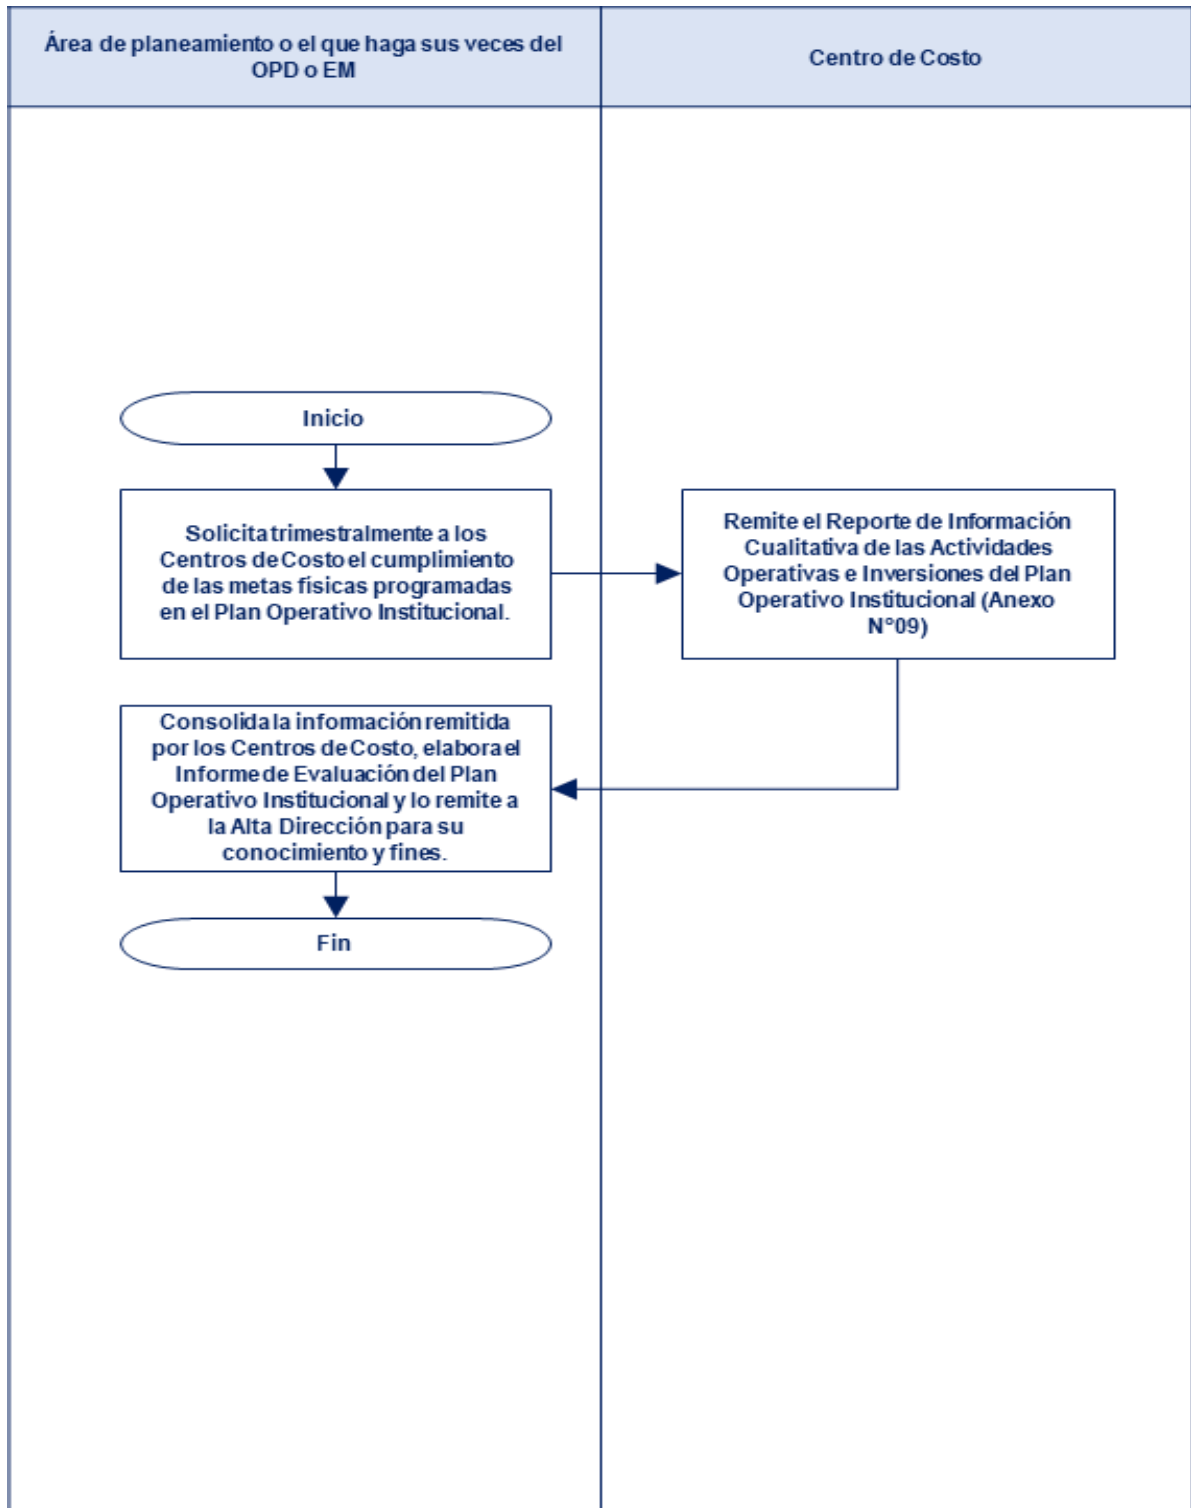 Área de planeamiento o el que haga sus veces del
OPD o EM
Centro de Costo
Inicio
Solicita trimestralmente a los
Centros de Costo el cumplimiento
de las metas físicas programadas
en el Plan Operativo Institucional.
Remite el Reporte de Información
Cualitativa de las Actividades
Operativas e Inversiones del Plan
Operativo Institucional (Anexo
N°09)
Consolida la información remitida
por los Centros de Costo, elabora el
Informe de Evaluación del Plan
Operativo Institucional y lo remite a
la Alta Dirección para su
conocimiento y fines.
Fin